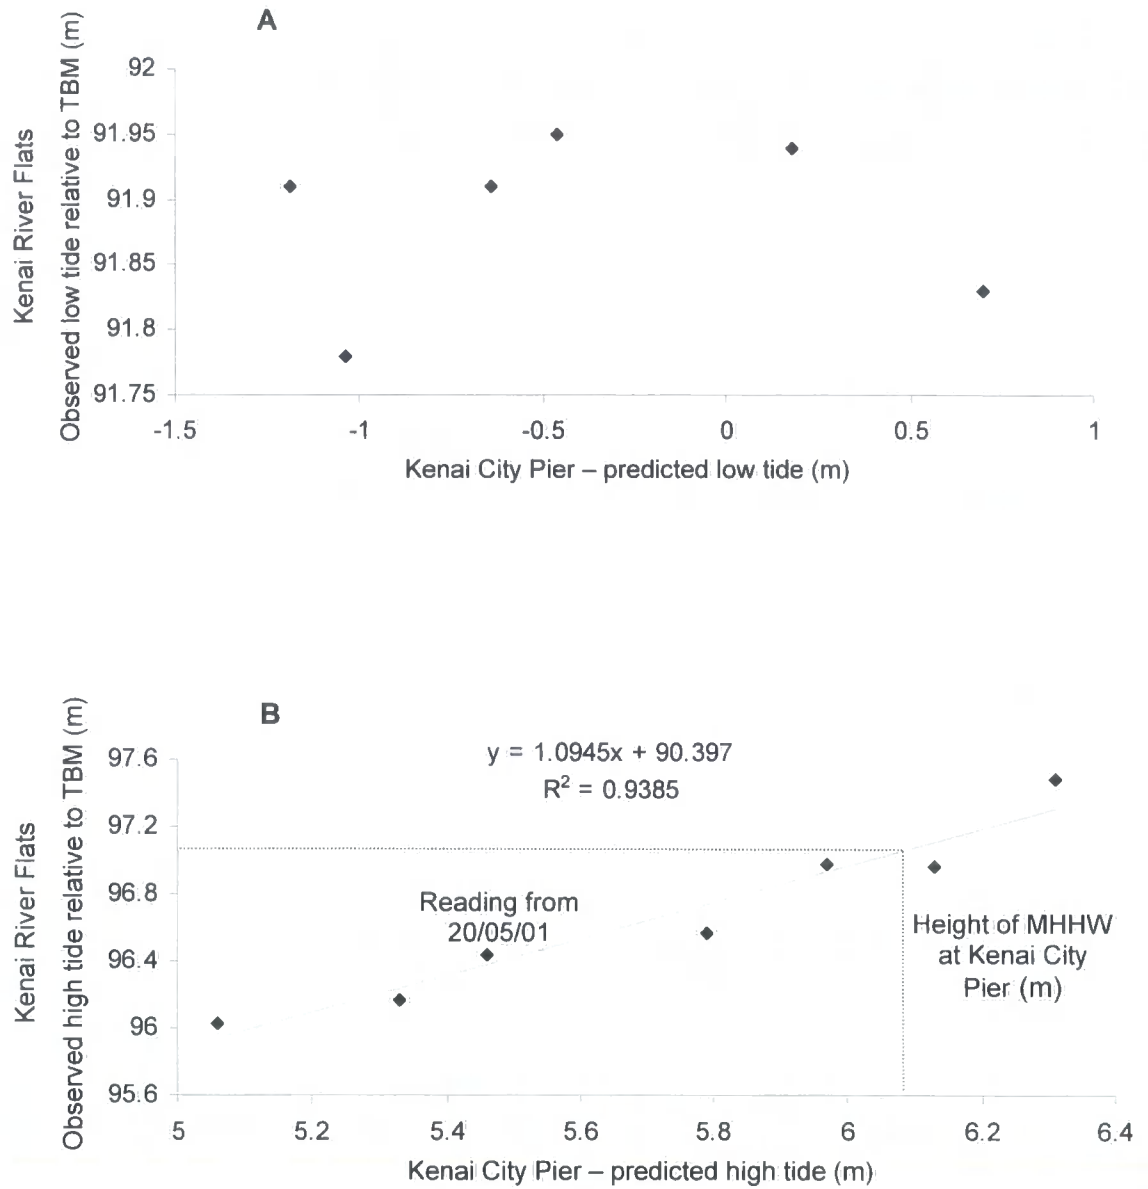 A
Kenai River Flats
Observed low tide relative to TBM (m)
92
91.95
91.9
91.85
91.8
91.75
-1.5 -1 -0.5 0 0.5 1
Kenai City Pier – predicted low tide (m)
B
Kenai River Flats
Observed high tide relative to TBM (m)
y = 1.0945x + 90.397
R² = 0.9385
97.6
97.2
96.8
96.4
96
95.6
Reading from
20/05/01
Height of MHHW
at Kenai City
Pier (m)
5 5.2 5.4 5.6 5.8 6 6.2 6.4
Kenai City Pier – predicted high tide (m)